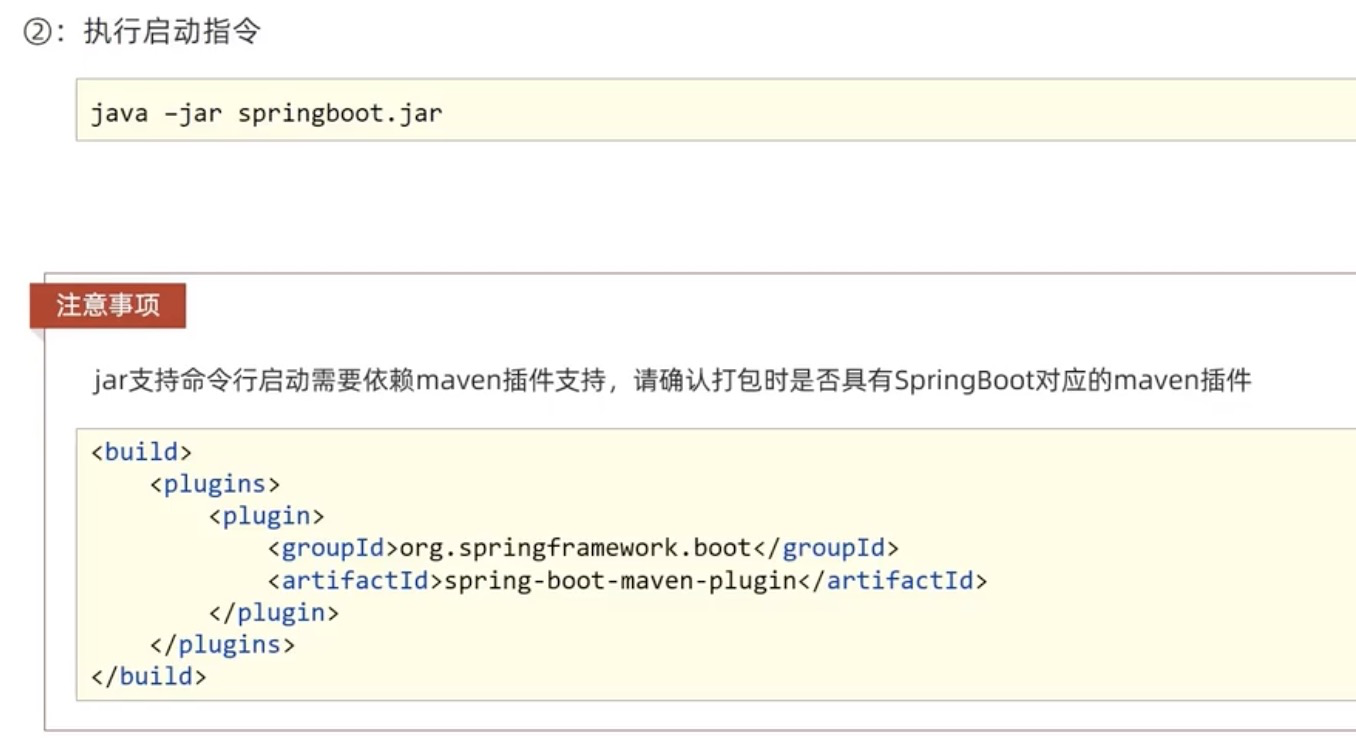 ②：执行启动指令
java –jar springboot.jar
注意事项
jar支持命令行启动需要依赖maven插件支持，请确认打包时是否具有SpringBoot对应的maven插件
<build>
    <plugins>
        <plugin>
            <groupId>org.springframework.boot</groupId>
            <artifactId>spring-boot-maven-plugin</artifactId>
        </plugin>
    </plugins>
</build>